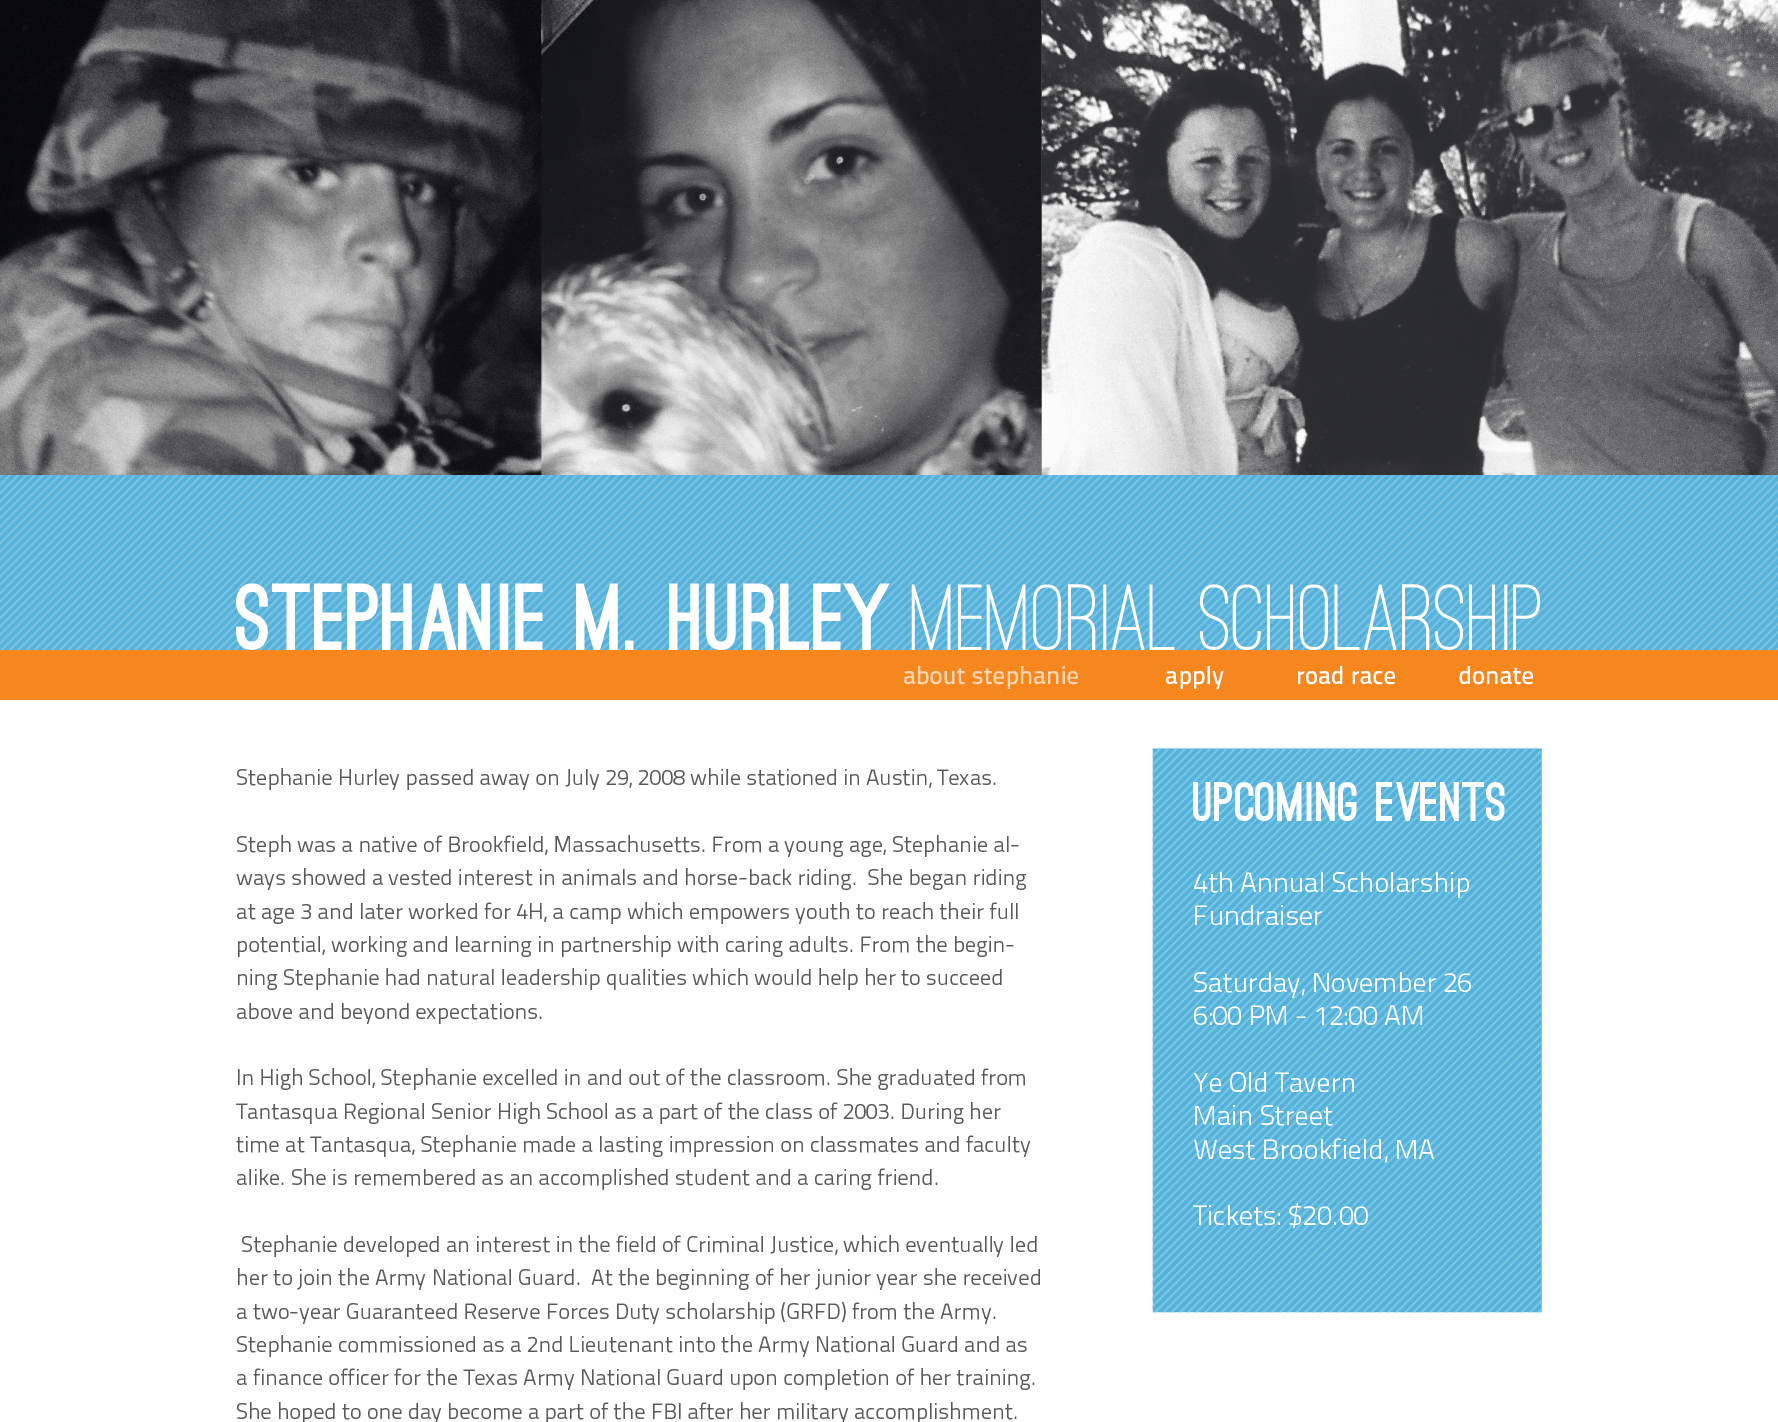 STEPHANIE M. HURLEY MEMORIAL SCHOLARSHIP
about stephanie apply road race donate
Stephanie Hurley passed away on July 29, 2008 while stationed in Austin, Texas.
Steph was a native of Brookfield, Massachusetts. From a young age, Stephanie al-
ways showed a vested interest in animals and horse-back riding.  She began riding
at age 3 and later worked for 4H, a camp which empowers youth to reach their full
potential, working and learning in partnership with caring adults. From the begin-
ning Stephanie had natural leadership qualities which would help her to succeed
above and beyond expectations.
In High School, Stephanie excelled in and out of the classroom. She graduated from
Tantasqua Regional Senior High School as a part of the class of 2003. During her
time at Tantasqua, Stephanie made a lasting impression on classmates and faculty
alike. She is remembered as an accomplished student and a caring friend.
Stephanie developed an interest in the field of Criminal Justice, which eventually led
her to join the Army National Guard.  At the beginning of her junior year she received
a two-year Guaranteed Reserve Forces Duty scholarship (GRFD) from the Army.
Stephanie commissioned as a 2nd Lieutenant into the Army National Guard and as
a finance officer for the Texas Army National Guard upon completion of her training.
She hoped to one day become a part of the FBI after her military accomplishment.
UPCOMING EVENTS
4th Annual Scholarship
Fundraiser
Saturday, November 26
6:00 PM - 12:00 AM
Ye Old Tavern
Main Street
West Brookfield, MA
Tickets: $20.00